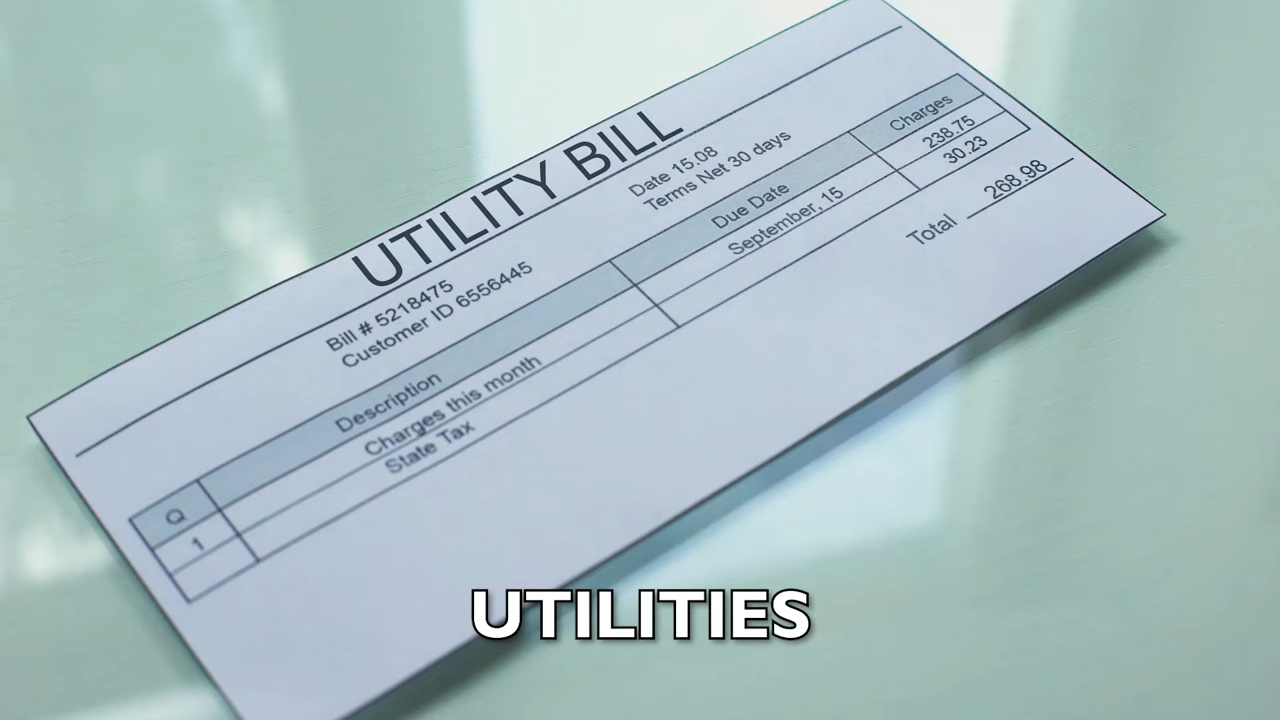 UTILITY BILL
Bill # 5218475
Customer ID 6556445
Date 15.08
Terms Net 30 days
Q Description Due Date Charges
1 Charges this month September, 15 238.75
State Tax 30.23
Total 268.98
UTILITIES